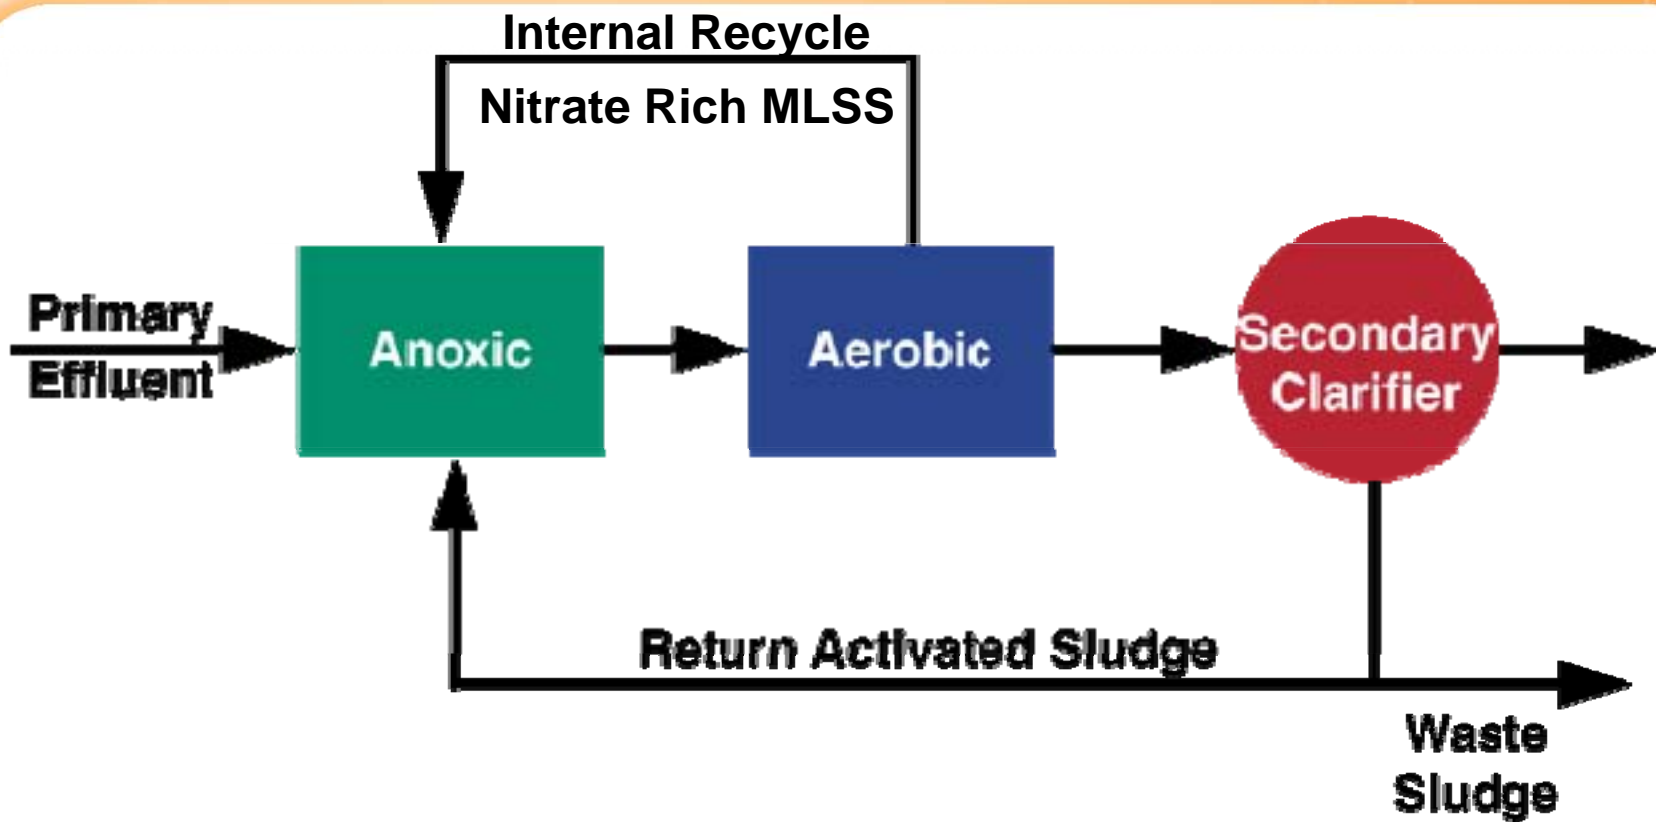 Internal Recycle
Nitrate Rich MLSS
Primary
Effluent
Anoxic
Aerobic
Secondary
Clarifier
Return Activated Sludge
Waste
Sludge